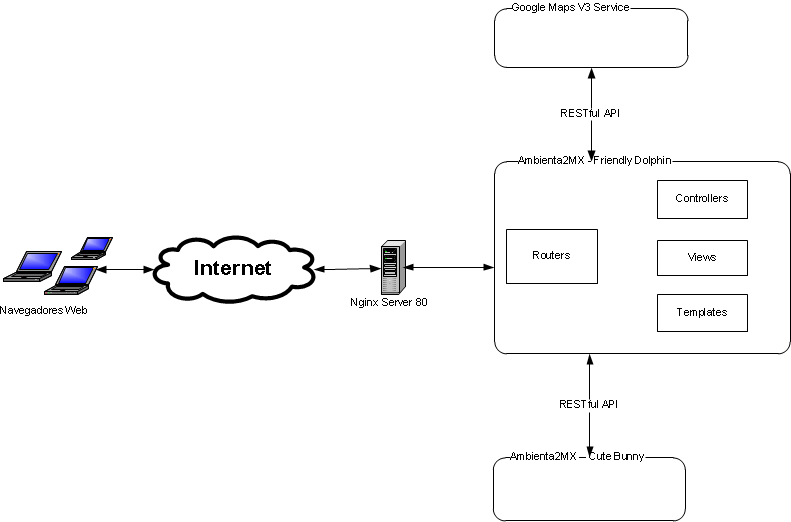 Google Maps V3 Service
RESTful API
Ambienta2MX - Friendly Dolphin
Controllers
Routers
Views
Templates
Internet
Navegadores Web
Nginx Server 80
RESTful API
Ambienta2MX – Cute Bunny